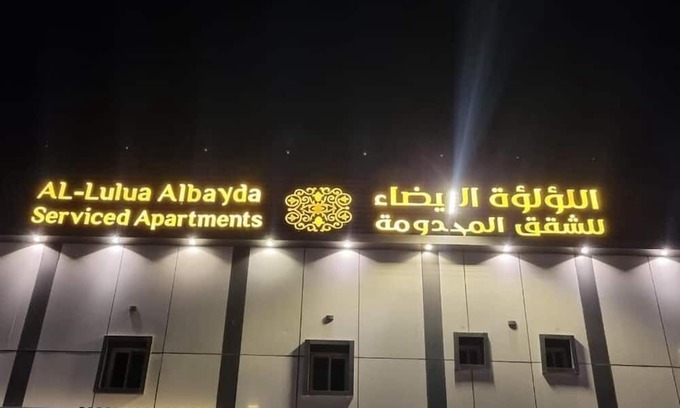 AL-Lulua Albayda
Serviced Apartments
اللؤلؤة البيضاء
للشقق المخدومة